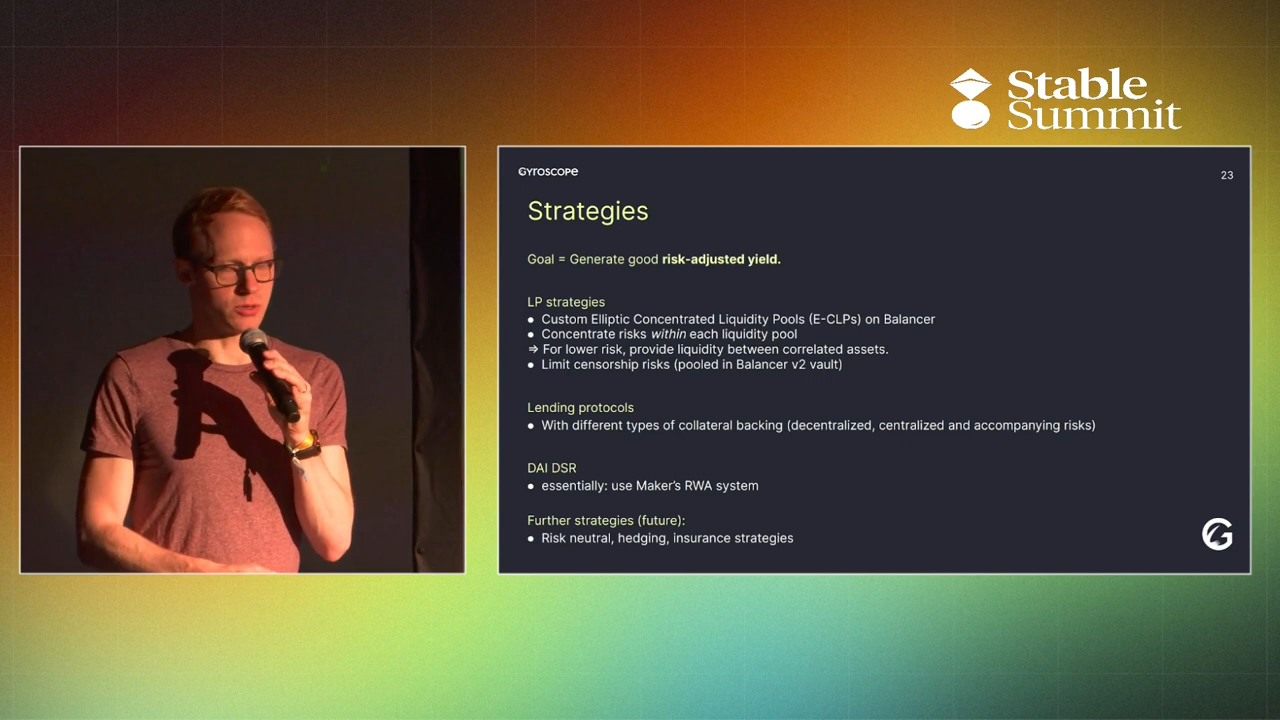 Stable
Summit
GYROSCOPE
23
Strategies
Goal = Generate good risk-adjusted yield.
LP strategies
● Custom Elliptic Concentrated Liquidity Pools (E-CLPs) on Balancer
● Concentrate risks within each liquidity pool
⇒ For lower risk, provide liquidity between correlated assets.
● Limit censorship risks (pooled in Balancer v2 vault)
Lending protocols
● With different types of collateral backing (decentralized, centralized and accompanying risks)
DAI DSR
● essentially: use Maker's RWA system
Further strategies (future):
● Risk neutral, hedging, insurance strategies